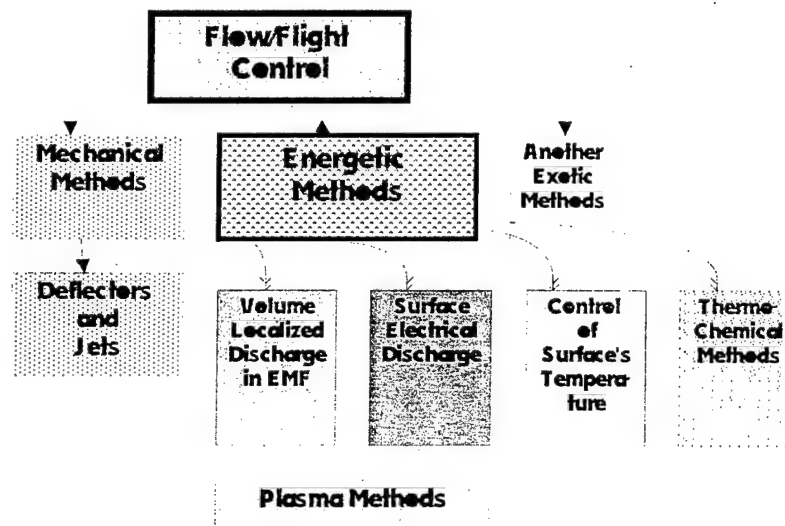 Flow/Flight
Control
Mechanical
Methods
Energetic
Methods
Another
Exotic
Methods
Deflectors
and
Jets
Volume
Localized
Discharge
in EMF
Surface
Electrical
Discharge
Control
of
Surface's
Tempera-
ture
Thermo-
Chemical
Methods
Plasma Methods